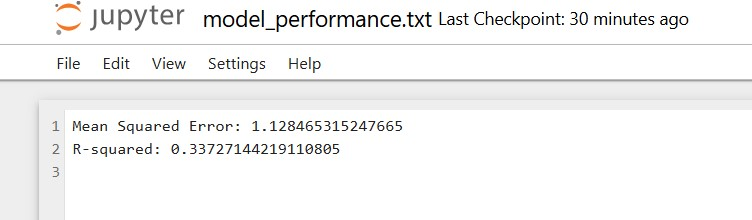 jupyter model_performance.txt Last Checkpoint: 30 minutes ago
File Edit View Settings Help
1 Mean Squared Error: 1.128465315247665
2 R-squared: 0.33727144219110805
3